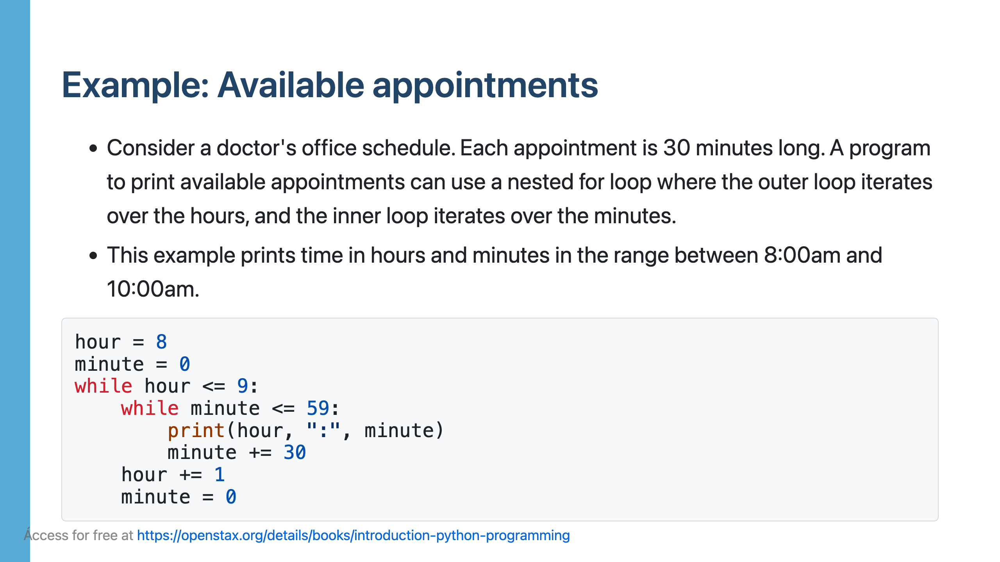 Example: Available appointments
• Consider a doctor's office schedule. Each appointment is 30 minutes long. A program
to print available appointments can use a nested for loop where the outer loop iterates
over the hours, and the inner loop iterates over the minutes.
• This example prints time in hours and minutes in the range between 8:00am and
10:00am.
hour = 8
minute = 0
while hour <= 9:
    while minute <= 59:
        print(hour, ":", minute)
        minute += 30
    hour += 1
    minute = 0
Áccess for free at https://openstax.org/details/books/introduction-python-programming